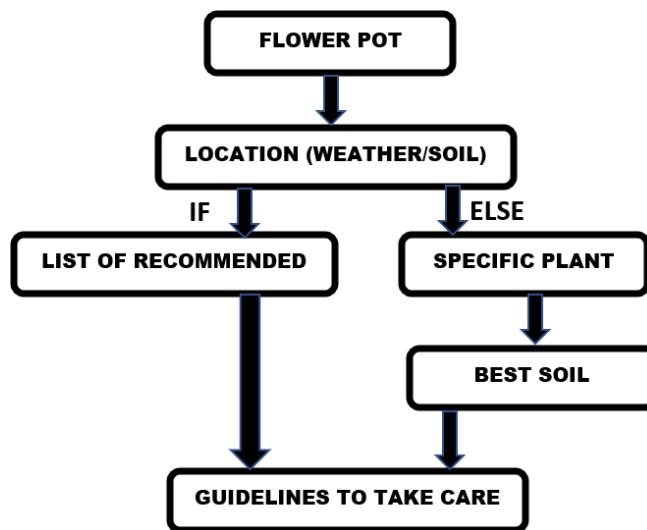 FLOWER POT
LOCATION (WEATHER/SOIL)
IF
ELSE
LIST OF RECOMMENDED
SPECIFIC PLANT
BEST SOIL
GUIDELINES TO TAKE CARE